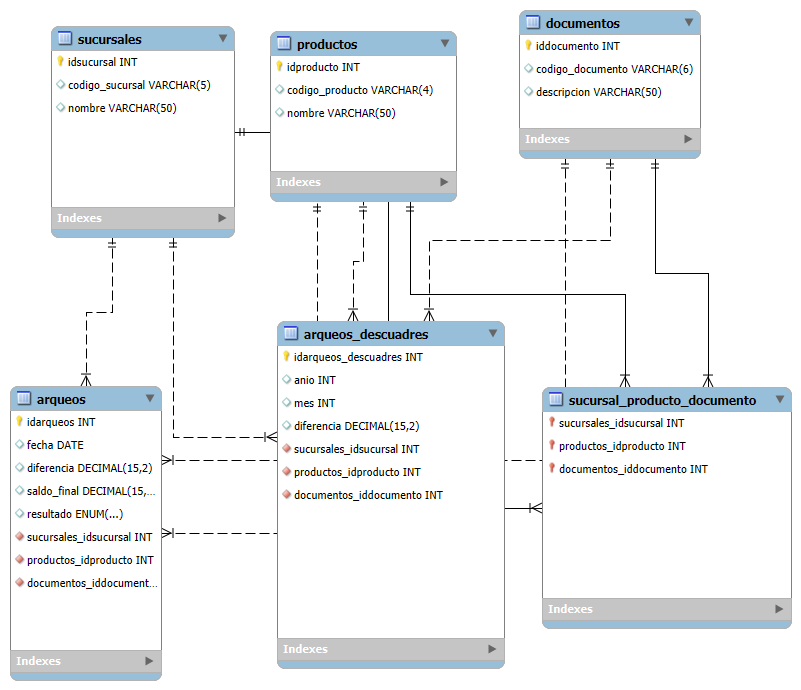 sucursales
idsucursal INT
codigo_sucursal VARCHAR(5)
nombre VARCHAR(50)
Indexes
productos
idproducto INT
codigo_producto VARCHAR(4)
nombre VARCHAR(50)
Indexes
documentos
iddocumento INT
codigo_documento VARCHAR(6)
descripcion VARCHAR(50)
Indexes
arqueos
idarqueos INT
fecha DATE
diferencia DECIMAL(15,2)
saldo_final DECIMAL(15,...
resultado ENUM(...)
sucursales_idsucursal INT
productos_idproducto INT
documentos_iddocument...
Indexes
arqueos_descuadres
idarqueos_descuadres INT
anio INT
mes INT
diferencia DECIMAL(15,2)
sucursales_idsucursal INT
productos_idproducto INT
documentos_iddocumento INT
Indexes
sucursal_producto_documento
sucursales_idsucursal INT
productos_idproducto INT
documentos_iddocumento INT
Indexes